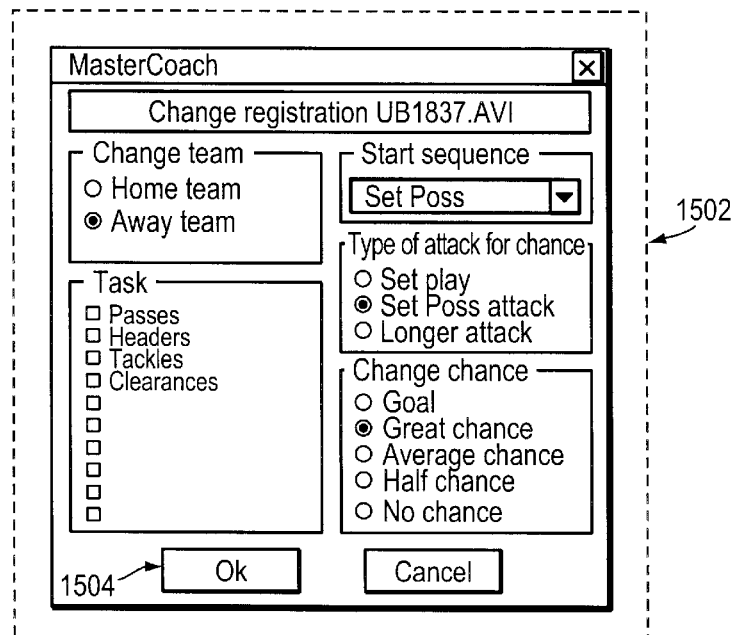 MasterCoach
Change registration UB1837.AVI
Change team
Home team
Away team
Task
Passes
Headers
Tackles
Clearances
Start sequence
Set Poss
Type of attack for chance
Set play
Set Poss attack
Longer attack
Change chance
Goal
Great chance
Average chance
Half chance
No chance
Ok
Cancel
1502
1504